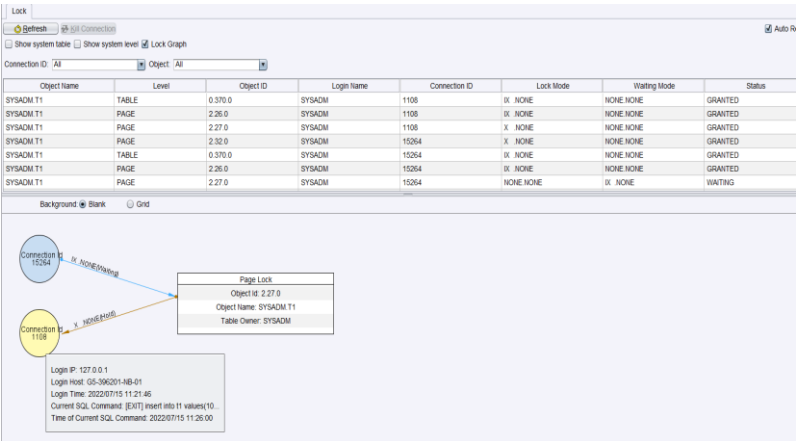 Lock
Refresh Kill Connection Auto Re
Show system table Show system level Lock Graph
Connection ID: All Object: All
Object Name Level Object ID Login Name Connection ID Lock Mode Waiting Mode Status
SYSADM.T1 TABLE 0.370.0 SYSADM 1108 IX .NONE NONE.NONE GRANTED
SYSADM.T1 PAGE 2.26.0 SYSADM 1108 IX .NONE NONE.NONE GRANTED
SYSADM.T1 PAGE 2.27.0 SYSADM 1108 X .NONE NONE.NONE GRANTED
SYSADM.T1 PAGE 2.32.0 SYSADM 15264 X .NONE NONE.NONE GRANTED
SYSADM.T1 TABLE 0.370.0 SYSADM 15264 IX .NONE NONE.NONE GRANTED
SYSADM.T1 PAGE 2.26.0 SYSADM 15264 IX .NONE NONE.NONE GRANTED
SYSADM.T1 PAGE 2.27.0 SYSADM 15264 NONE.NONE IX .NONE WAITING
Background: Blank Grid
Connection Id
15264
IX .NONE(Waiting)
Page Lock
Object Id: 2.27.0
Object Name: SYSADM.T1
Table Owner: SYSADM
X .NONE(Hold)
Connection Id
1108
Login IP: 127.0.0.1
Login Host: G5-396201-NB-01
Login Time: 2022/07/15 11:21:46
Current SQL Command: [EXIT] insert into t1 values(10...
Time of Current SQL Command: 2022/07/15 11:26:00